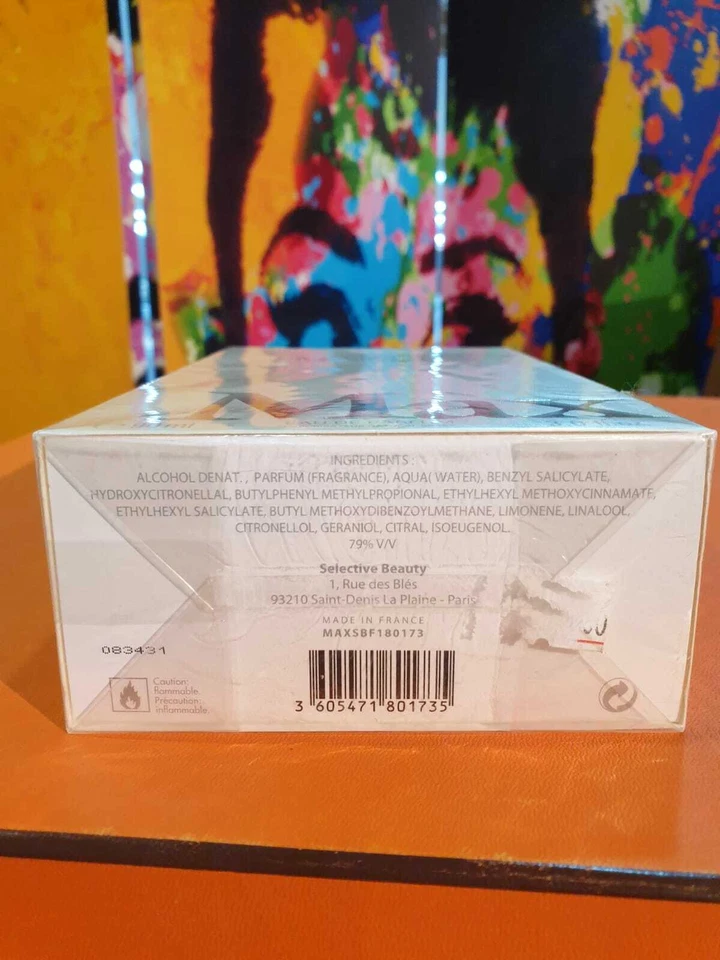 Max
INGREDIENTS :
ALCOHOL DENAT. , PARFUM (FRAGRANCE), AQUA( WATER), BENZYL SALICYLATE,
HYDROXYCITRONELLAL, BUTYLPHENYL METHYLPROPIONAL, ETHYLHEXYL METHOXYCINNAMATE,
ETHYLHEXYL SALICYLATE, BUTYL METHOXYDIBENZOYLMETHANE, LIMONENE, LINALOOL,
CITRONELLOL, GERANIOL, CITRAL, ISOEUGENOL.
79% V/V
Selective Beauty
1, Rue des Blés
93210 Saint-Denis La Plaine - Paris
MADE IN FRANCE
MAXSBF180173
083431
Caution:
flammable.
Précaution:
inflammable.
3 605471 801735